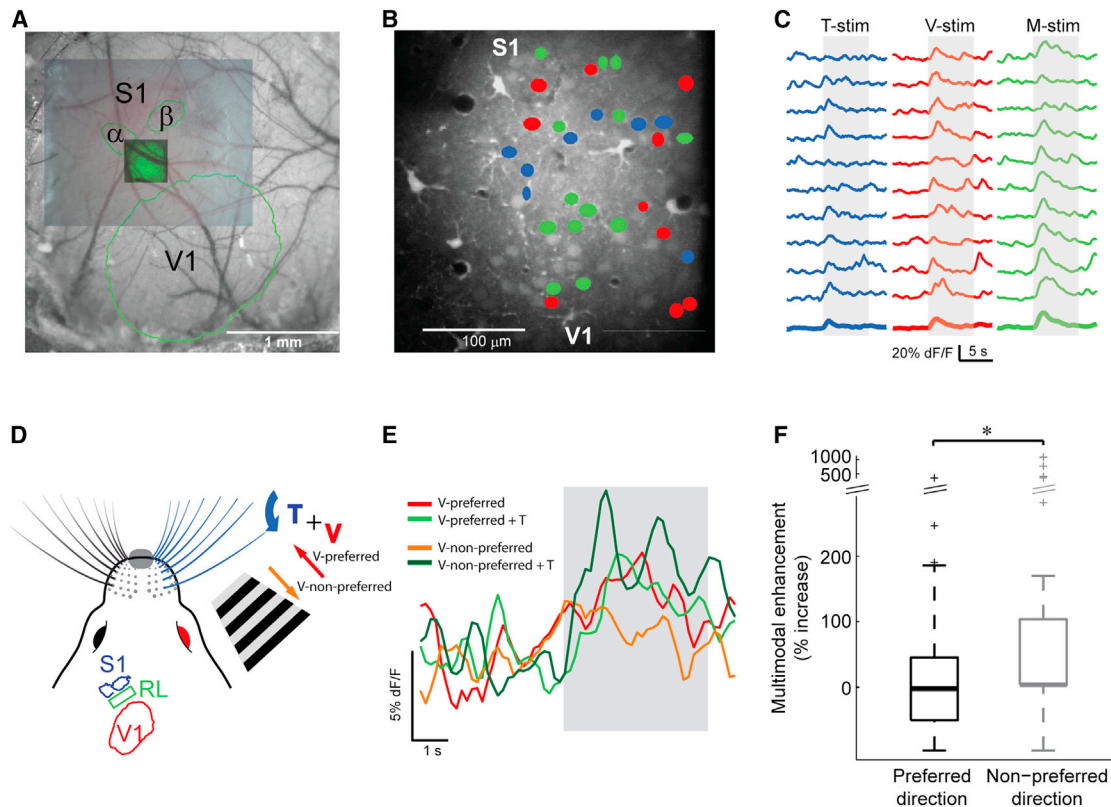 A
S1
α
β
V1
1 mm
B
S1
100 μm
V1
C
T-stim V-stim M-stim
20% dF/F 5 s
D
T + V
V-preferred
V-non-preferred
S1
RL
V1
E
V-preferred
V-preferred + T
V-non-preferred
V-non-preferred + T
5% dF/F
1 s
F
*
1000
500
200
100
0
Multimodal enhancement
(% increase)
Preferred direction
Non-preferred direction